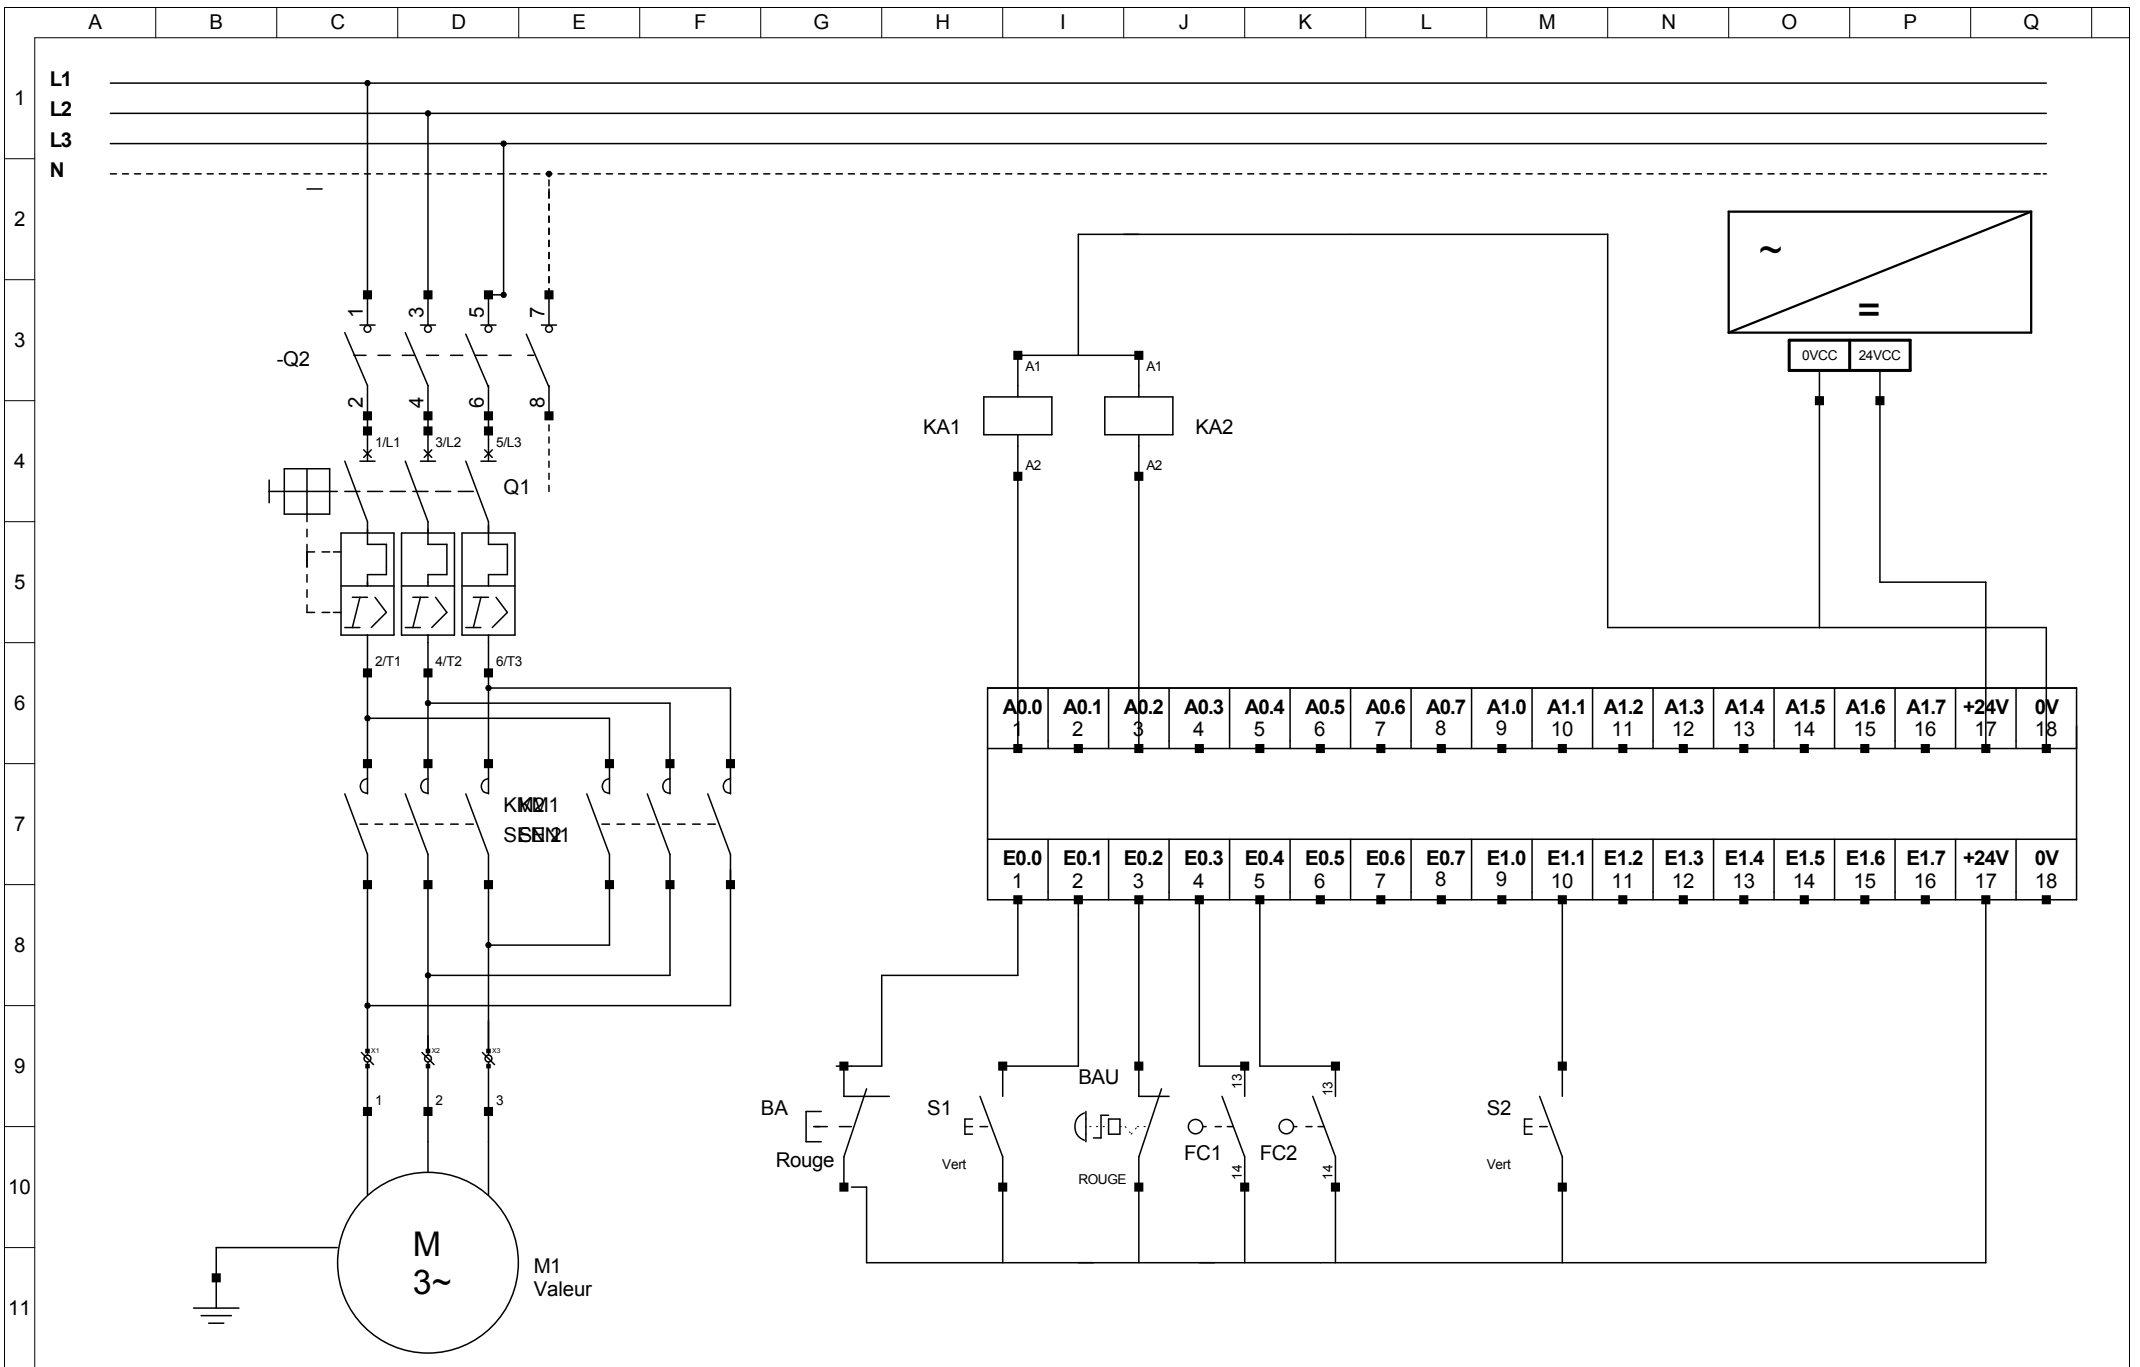 A B C D E F G H I J K L M N O P Q
1
L1
L2
L3
N
2
~
=
1 3 5 7
3
-Q2
0VCC 24VCC
A1 A1
2 4 6 8
KA1 KA2
1/L1 3/L2 5/L3
4
A2 A2
Q1
5
2/T1 4/T2 6/T3
6
A0.0 A0.1 A0.2 A0.3 A0.4 A0.5 A0.6 A0.7 A1.0 A1.1 A1.2 A1.3 A1.4 A1.5 A1.6 A1.7 +24V 0V
1 2 3 4 5 6 7 8 9 10 11 12 13 14 15 16 17 18
KM2 KM1
7
SEN2 SEN1
E0.0 E0.1 E0.2 E0.3 E0.4 E0.5 E0.6 E0.7 E1.0 E1.1 E1.2 E1.3 E1.4 E1.5 E1.6 E1.7 +24V 0V
1 2 3 4 5 6 7 8 9 10 11 12 13 14 15 16 17 18
8
X1 X2 X3
9
BAU
13 13
1 2 3
BA S1 S2
FC1 FC2
Rouge Vert Vert
14 14
ROUGE
10
M
3~
M1
Valeur
11